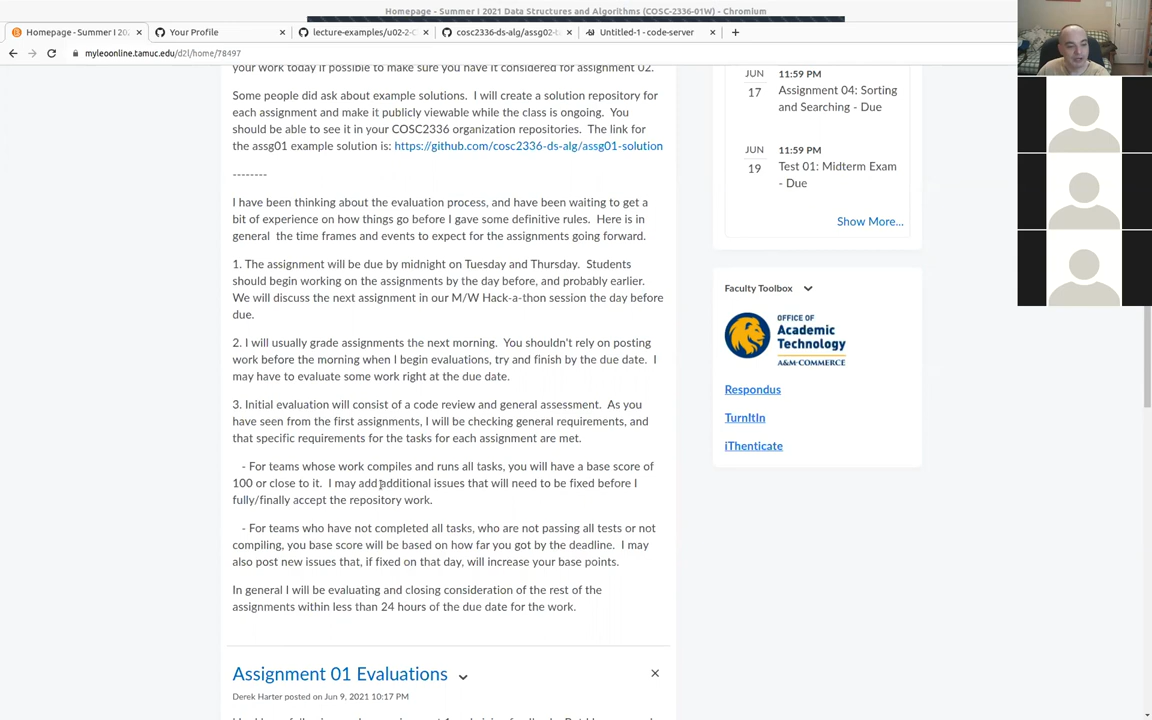 Homepage - Summer I 2021 Data Structures and Algorithms (COSC-2336-01W) - Chromium
Homepage - Summer I 202
Your Profile
lecture-examples/u02-2-C
cosc2336-ds-alg/assg02-t
Untitled-1 - code-server
myleoonline.tamuc.edu/d2l/home/78497
your work today if possible to make sure you have it considered for assignment 02.
Some people did ask about example solutions. I will create a solution repository for
each assignment and make it publicly viewable while the class is ongoing. You
should be able to see it in your COSC2336 organization repositories. The link for
the assg01 example solution is: https://github.com/cosc2336-ds-alg/assg01-solution
--------
I have been thinking about the evaluation process, and have been waiting to get a
bit of experience on how things go before I gave some definitive rules. Here is in
general the time frames and events to expect for the assignments going forward.
1. The assignment will be due by midnight on Tuesday and Thursday. Students
should begin working on the assignments by the day before, and probably earlier.
We will discuss the next assignment in our M/W Hack-a-thon session the day before
due.
2. I will usually grade assignments the next morning. You shouldn't rely on posting
work before the morning when I begin evaluations, try and finish by the due date. I
may have to evaluate some work right at the due date.
3. Initial evaluation will consist of a code review and general assessment. As you
have seen from the first assignments, I will be checking general requirements, and
that specific requirements for the tasks for each assignment are met.
- For teams whose work compiles and runs all tasks, you will have a base score of
100 or close to it. I may add additional issues that will need to be fixed before I
fully/finally accept the repository work.
- For teams who have not completed all tasks, who are not passing all tests or not
compiling, you base score will be based on how far you got by the deadline. I may
also post new issues that, if fixed on that day, will increase your base points.
In general I will be evaluating and closing consideration of the rest of the
assignments within less than 24 hours of the due date for the work.
Assignment 01 Evaluations
Derek Harter posted on Jun 9, 2021 10:17 PM
JUN
17
11:59 PM
Assignment 04: Sorting
and Searching - Due
JUN
19
11:59 PM
Test 01: Midterm Exam
- Due
Show More...
Faculty Toolbox
OFFICE OF
Academic
Technology
A&M-COMMERCE
Respondus
TurnItIn
iThenticate